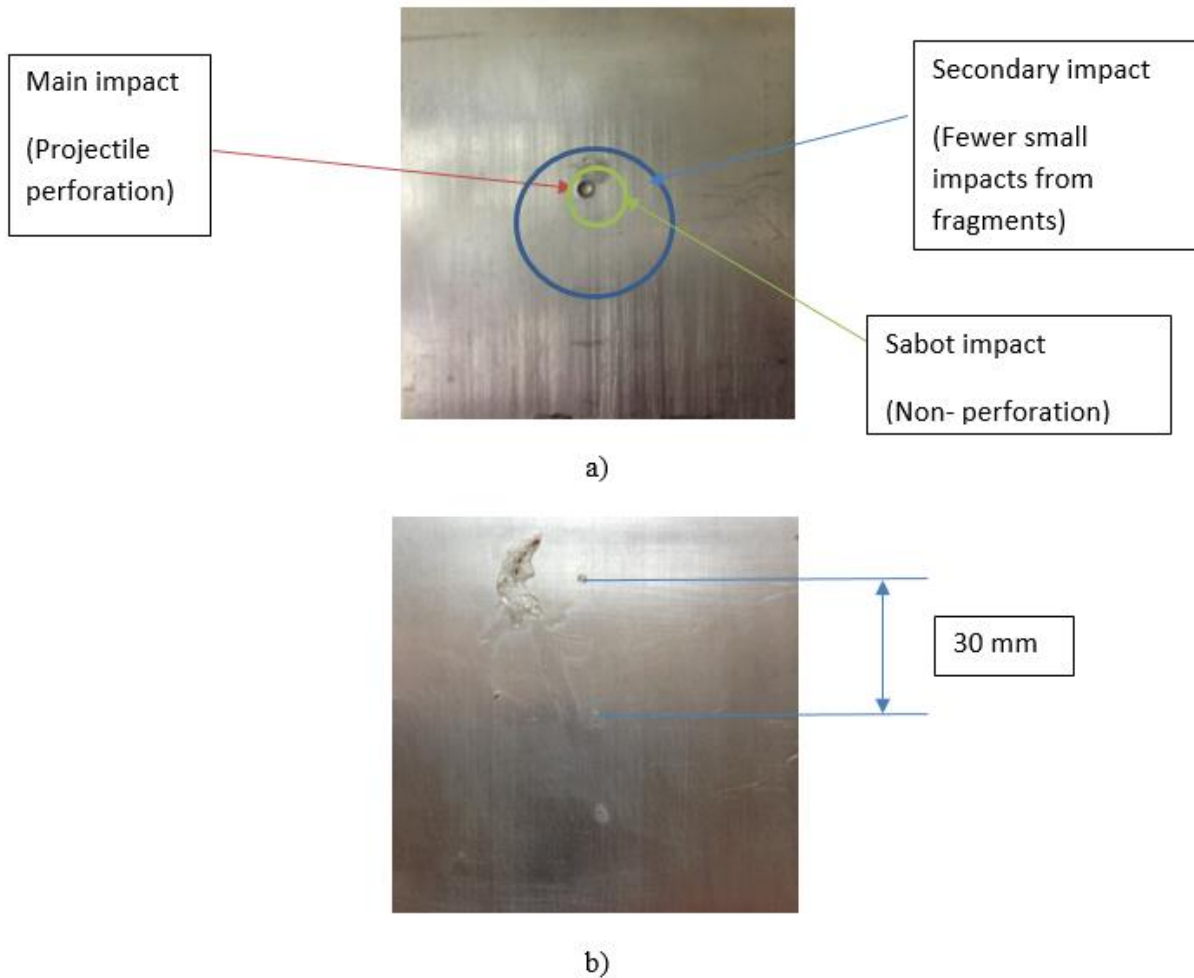 Main impact
(Projectile
perforation)
Secondary impact
(Fewer small
impacts from
fragments)
Sabot impact
(Non- perforation)
a)
30 mm
b)